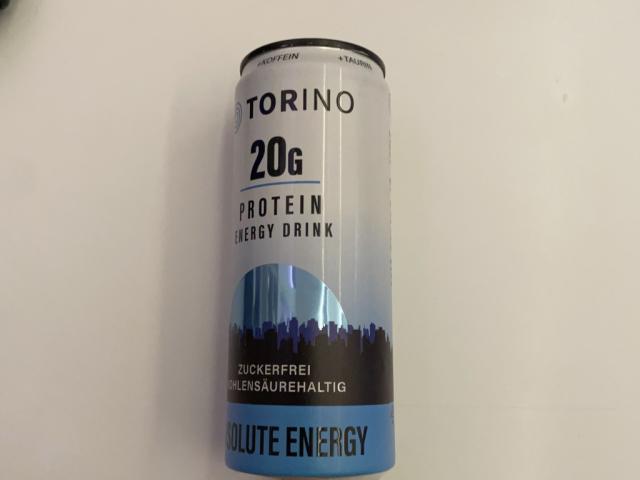 +KOFFEIN +TAURIN
TORINO
20G
PROTEIN
ENERGY DRINK
ZUCKERFREI
OHLENSÄUREHALTIG
SOLUTE ENERGY